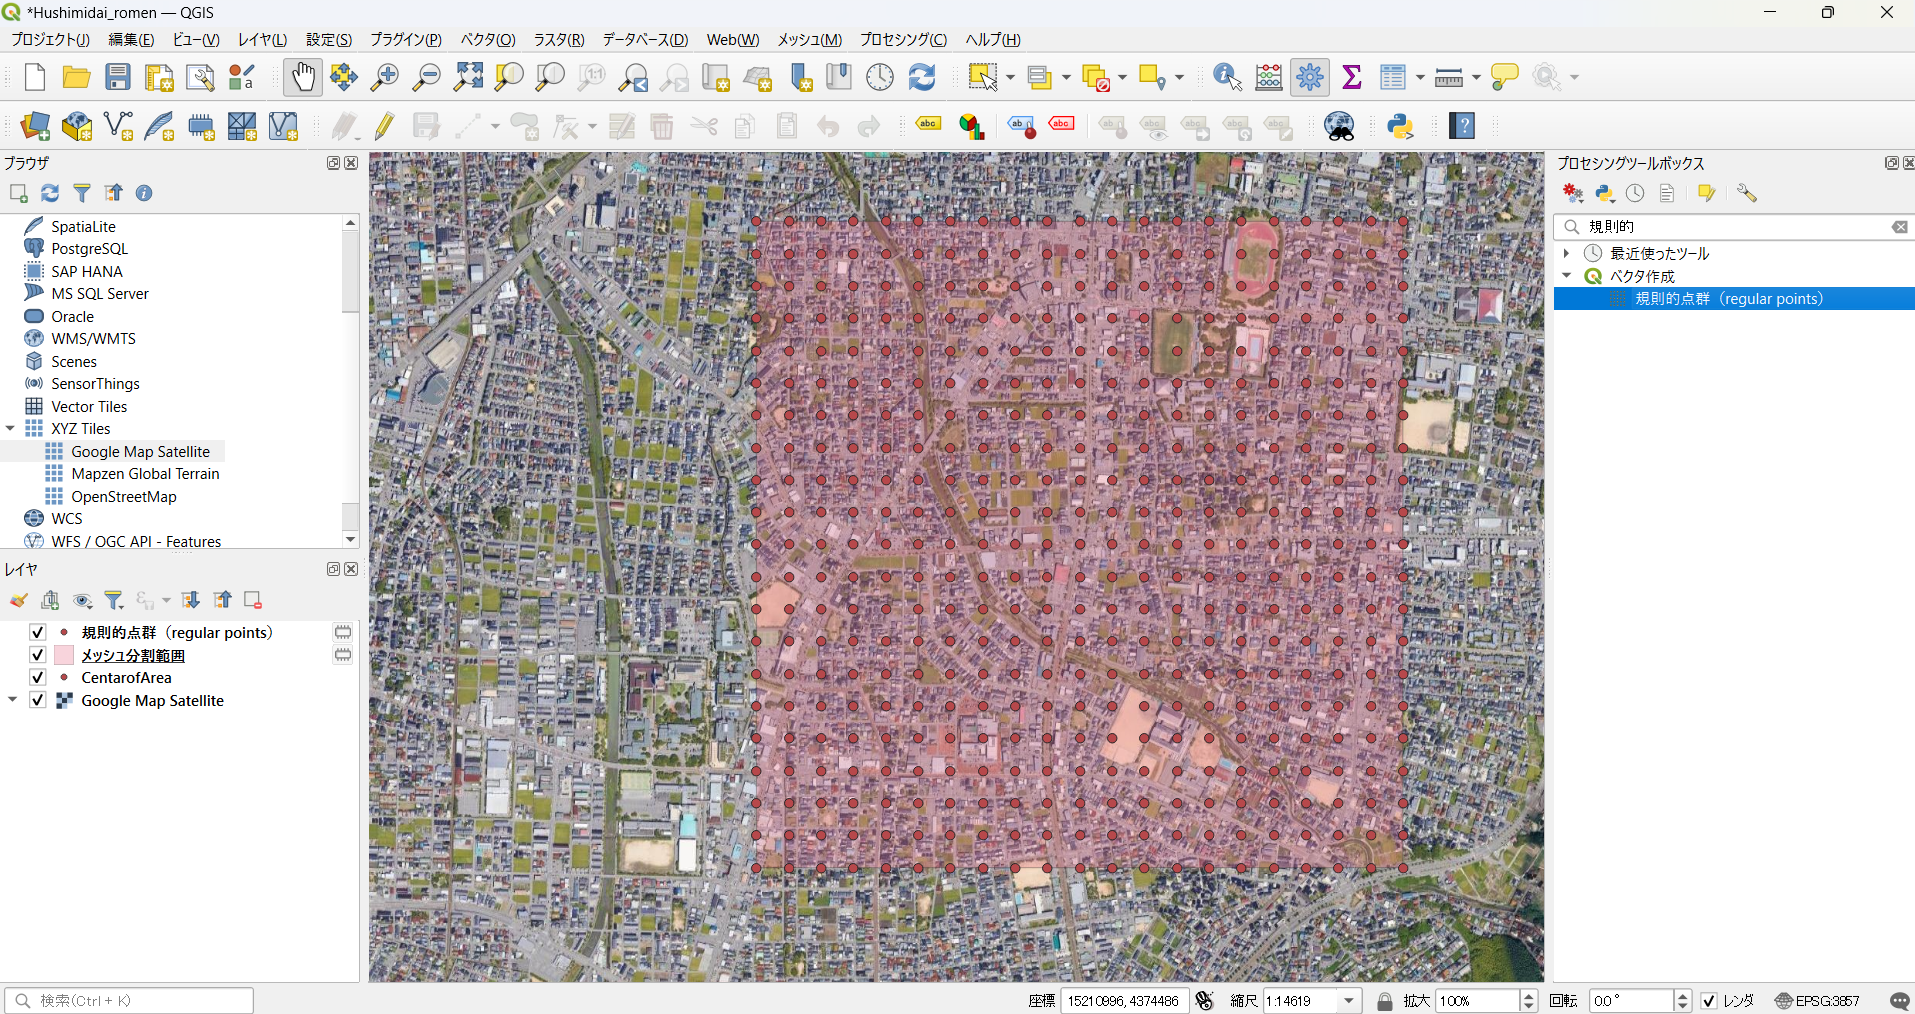 *Hushimidai_romen — QGIS
プロジェクト(J) 編集(E) ビュー(V) レイヤ(L) 設定(S) プラグイン(P) ベクタ(O) ラスタ(R) データベース(D) Web(W) メッシュ(M) プロセシング(C) ヘルプ(H)
ブラウザ
SpatiaLite
PostgreSQL
SAP HANA
MS SQL Server
Oracle
WMS/WMTS
Scenes
SensorThings
Vector Tiles
XYZ Tiles
Google Map Satellite
Mapzen Global Terrain
OpenStreetMap
WCS
WFS / OGC API - Features
レイヤ
規則的点群（regular points）
メッシュ分割範囲
CentarofArea
Google Map Satellite
プロセシングツールボックス
規則的
最近使ったツール
ベクタ作成
規則的点群（regular points）
検索(Ctrl + K)
座標 15210996, 4374486 縮尺 1:14619 拡大 100% 回転 0.0 ° レンダ EPSG:3857